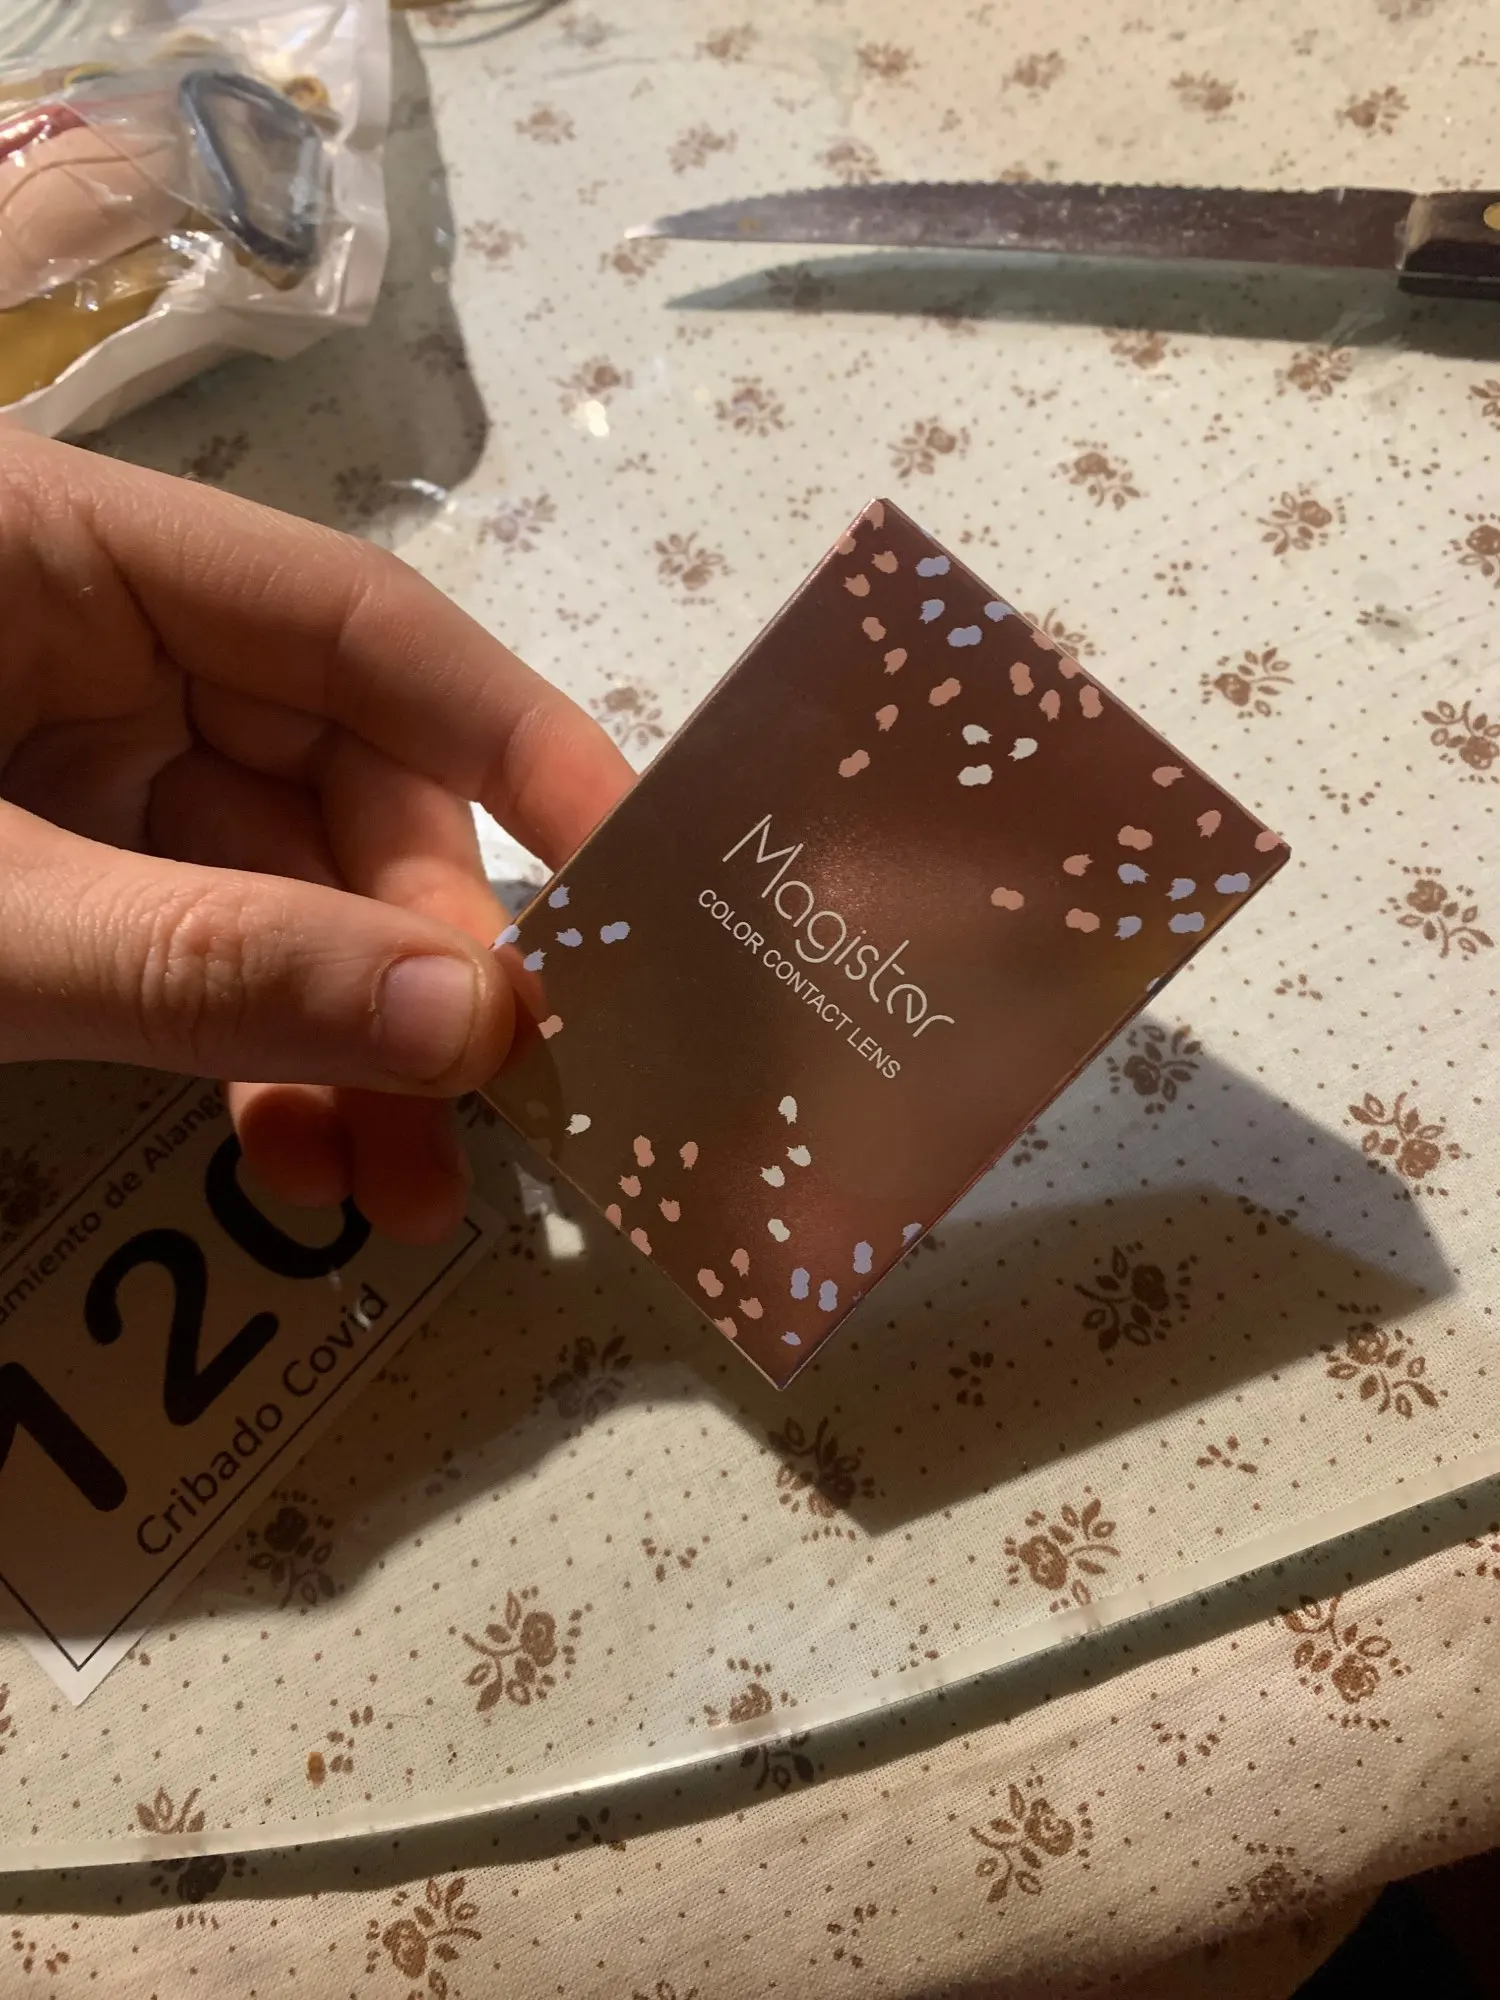 Magister
COLOR CONTACT LENS
amiento de Alang
120
Cribado Covid